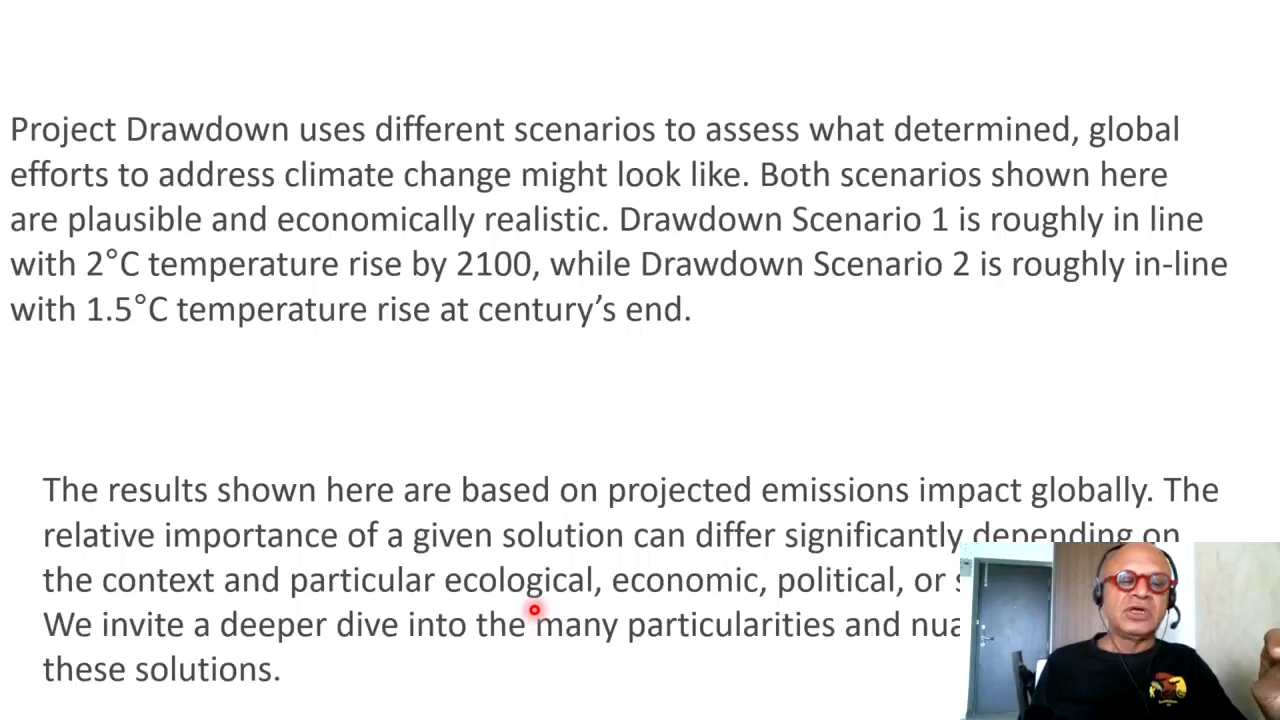 Project Drawdown uses different scenarios to assess what determined, global
efforts to address climate change might look like. Both scenarios shown here
are plausible and economically realistic. Drawdown Scenario 1 is roughly in line
with 2°C temperature rise by 2100, while Drawdown Scenario 2 is roughly in-line
with 1.5°C temperature rise at century’s end.
The results shown here are based on projected emissions impact globally. The
relative importance of a given solution can differ significantly depending on
the context and particular ecological, economic, political, or
We invite a deeper dive into the many particularities and
these solutions.